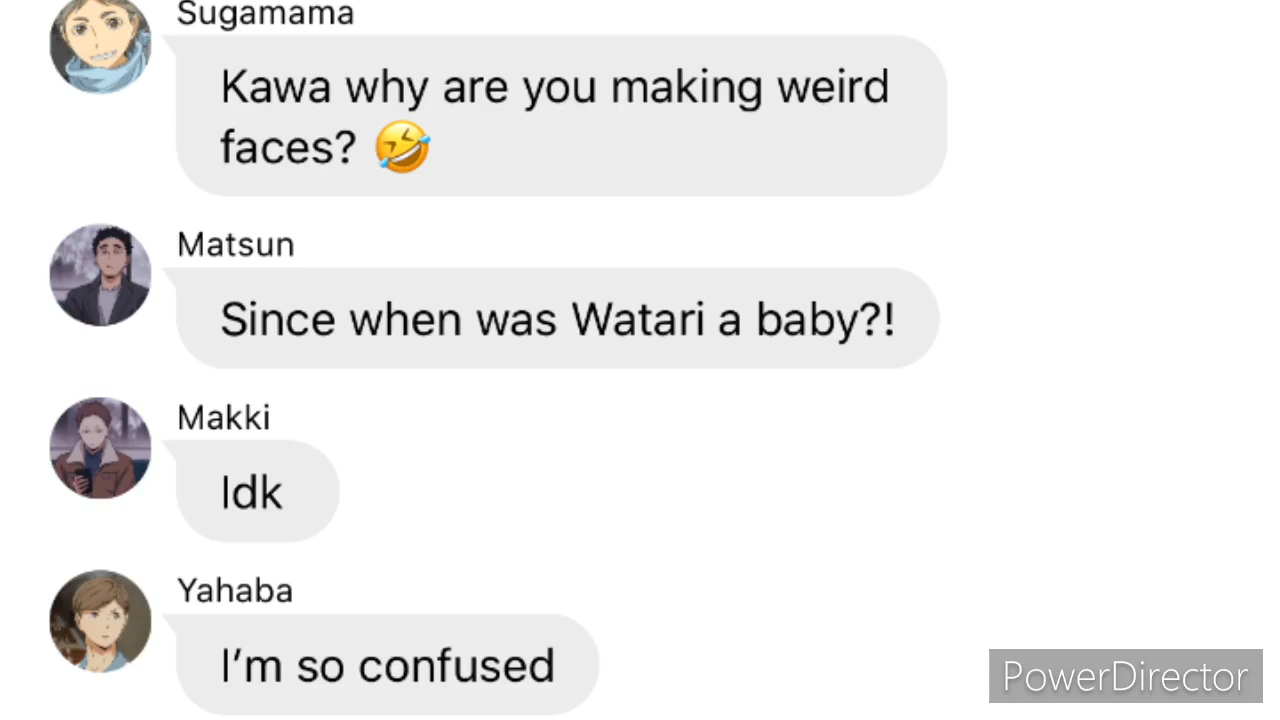 Sugamama
Kawa why are you making weird
faces? 🤣
Matsun
Since when was Watari a baby?!
Makki
Idk
Yahaba
I'm so confused
PowerDirector